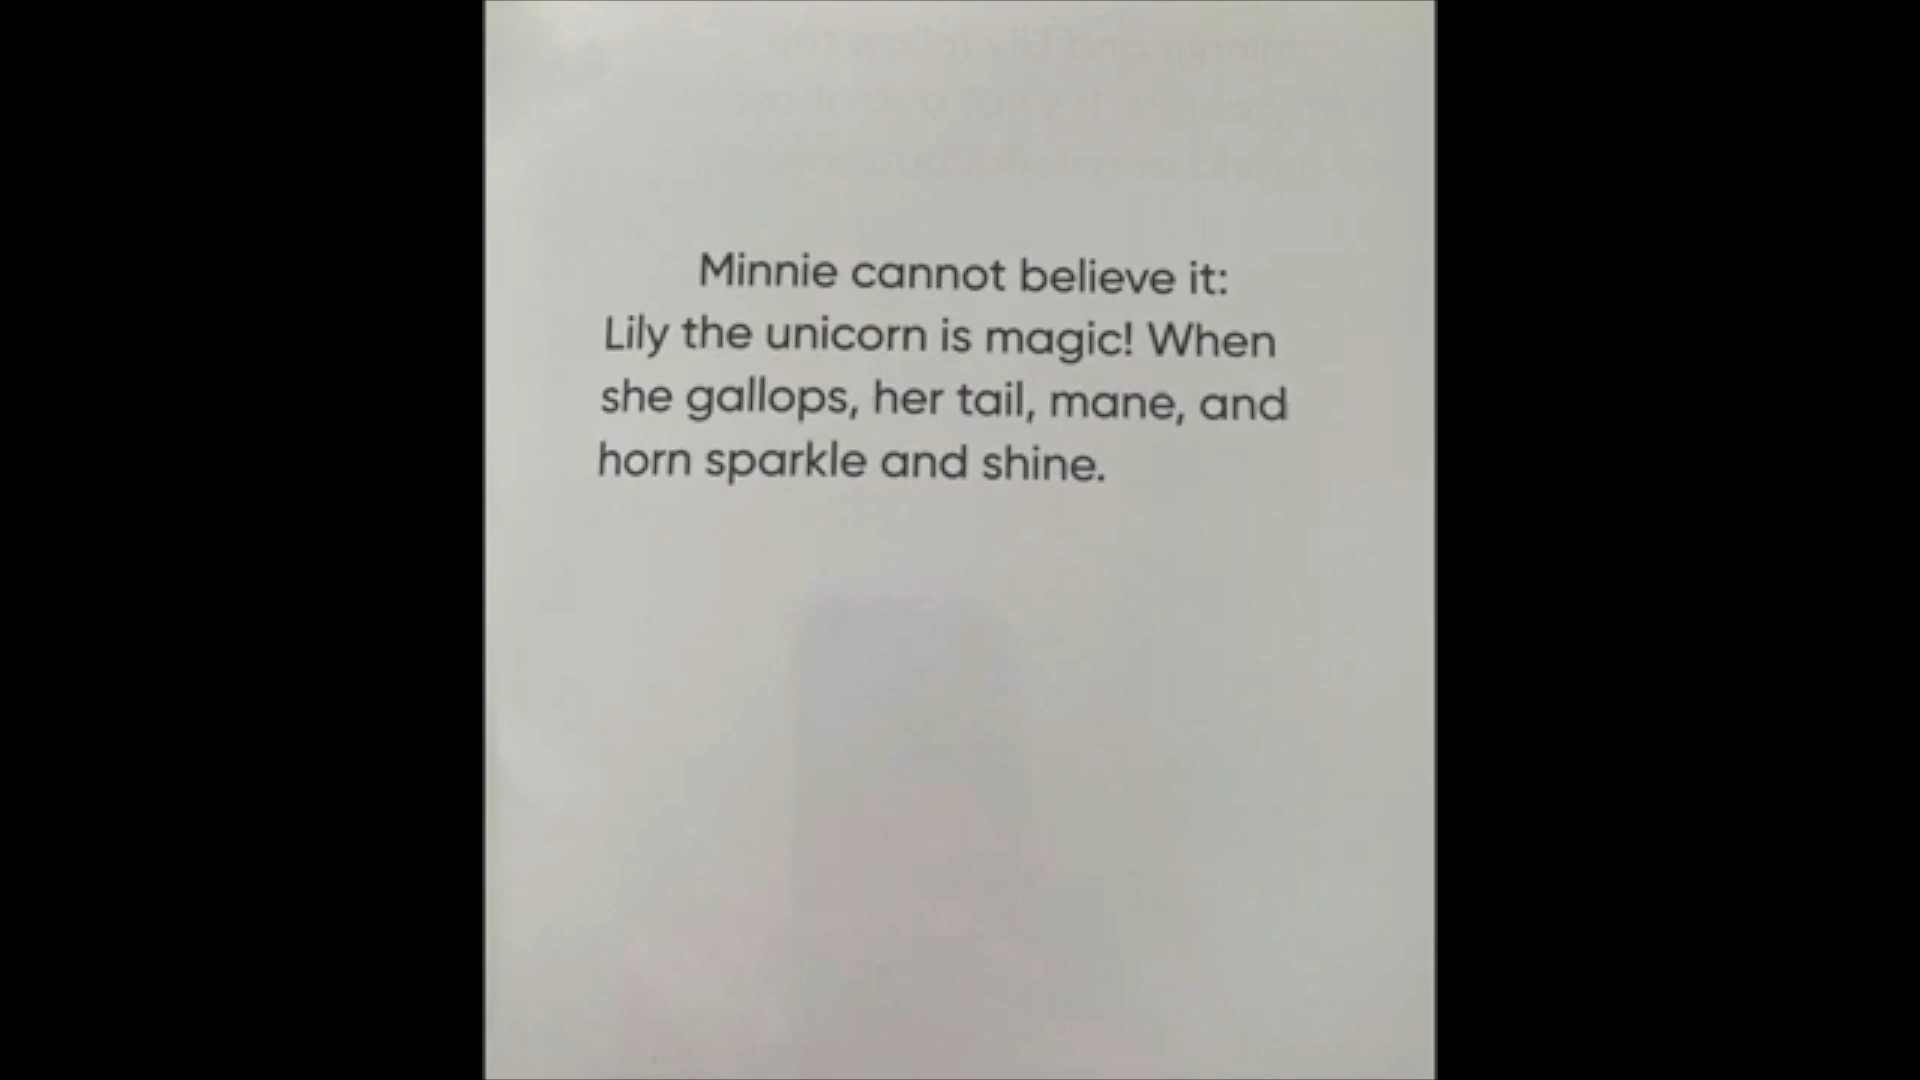 Minnie cannot believe it:
Lily the unicorn is magic! When
she gallops, her tail, mane, and
horn sparkle and shine.